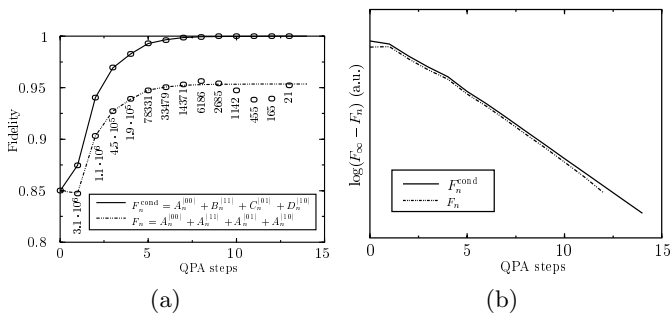 1
0.95
0.9
0.85
0.8
Fidelity
3.1 · 10⁶
1.1 · 10⁶
4.5 · 10⁵
1.9 · 10⁵
78331
33479
14371
6186
2685
1142
455
165
21
F_n^cond = A_n^{|00|} + B_n^{|11|} + C_n^{|01|} + D_n^{|10|}
F_n = A_n^{|00|} + A_n^{|11|} + A_n^{|01|} + A_n^{|10|}
0 5 10 15
QPA steps
(a)
log(F_∞ − F_n) (a.u.)
F_n^cond
F_n
0 5 10 15
QPA steps
(b)